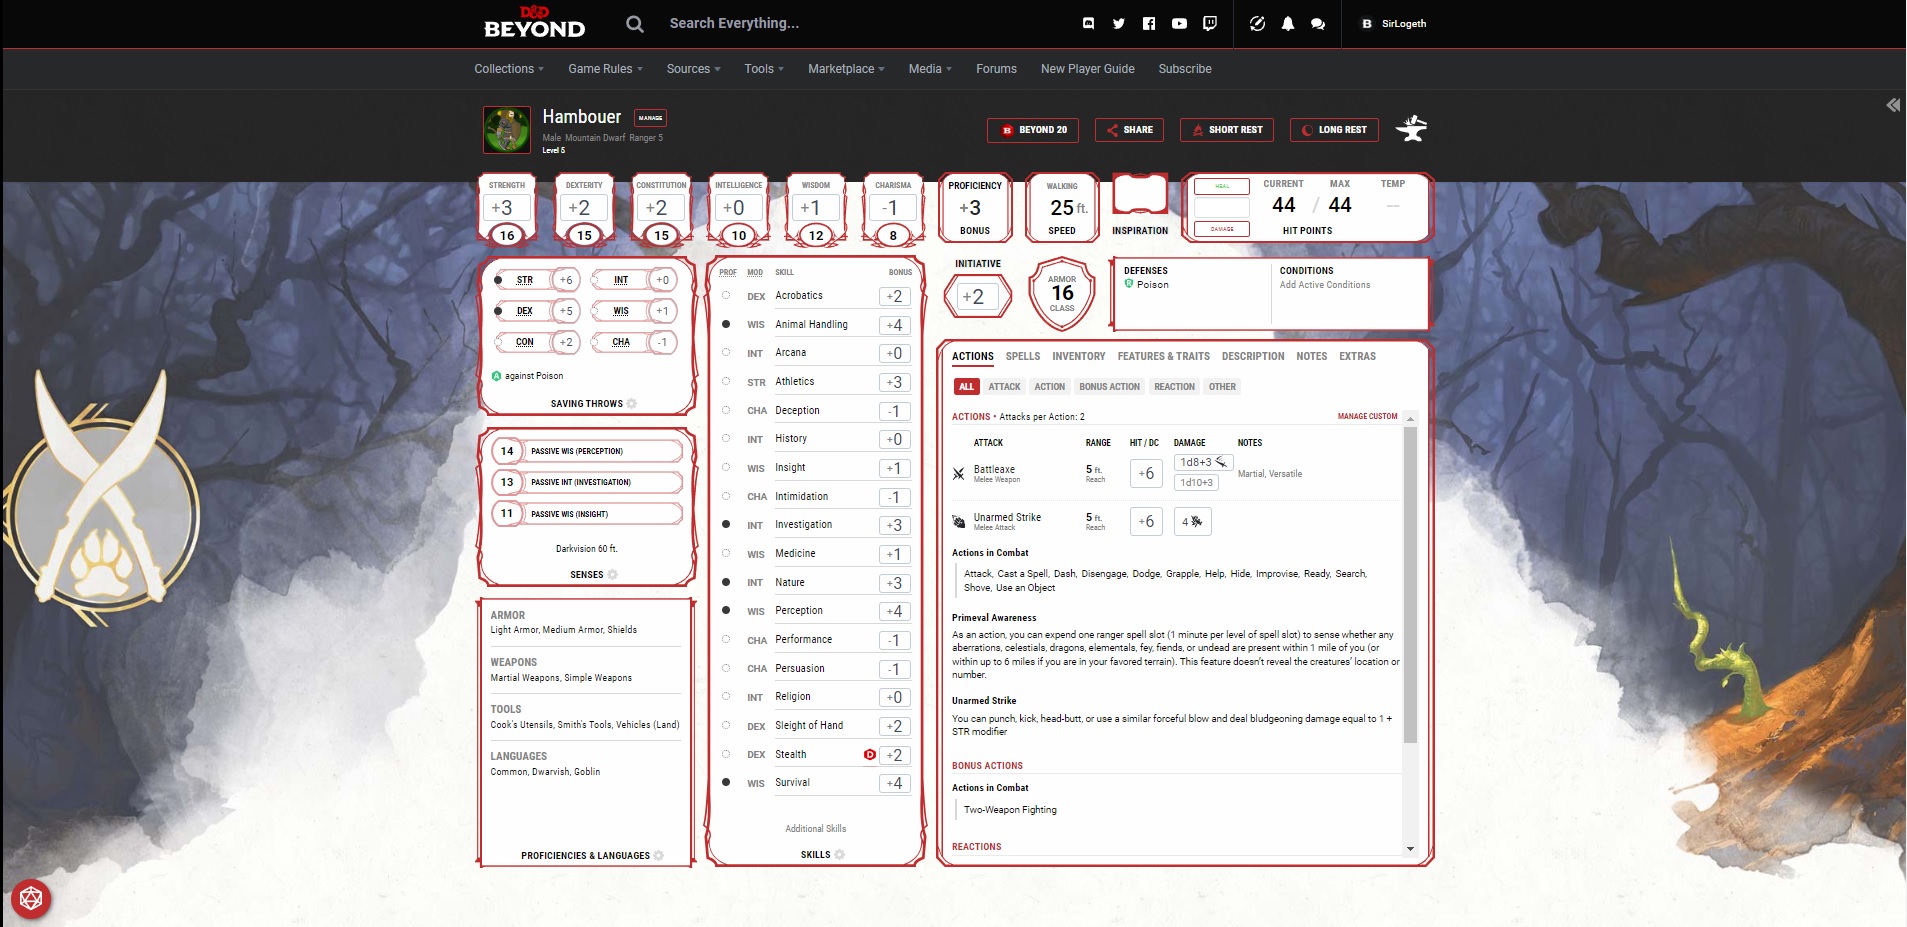 D&D
BEYOND
Search Everything...
SirLogeth
Collections
Game Rules
Sources
Tools
Marketplace
Media
Forums
New Player Guide
Subscribe
Hambouer
MANAGE
Male Mountain Dwarf Ranger 5
Level 5
BEYOND 20
SHARE
SHORT REST
LONG REST
STRENGTH
+3
16
DEXTERITY
+2
15
CONSTITUTION
+2
15
INTELLIGENCE
+0
10
WISDOM
+1
12
CHARISMA
-1
8
PROFICIENCY
+3
BONUS
WALKING
25 ft.
SPEED
INSPIRATION
HEAL
DAMAGE
CURRENT
44
/
MAX
44
TEMP
--
HIT POINTS
STR +6
INT +0
DEX +5
WIS +1
CON +2
CHA -1
A against Poison
SAVING THROWS
14 PASSIVE WIS (PERCEPTION)
13 PASSIVE INT (INVESTIGATION)
11 PASSIVE WIS (INSIGHT)
Darkvision 60 ft.
SENSES
ARMOR
Light Armor, Medium Armor, Shields
WEAPONS
Martial Weapons, Simple Weapons
TOOLS
Cook's Utensils, Smith's Tools, Vehicles (Land)
LANGUAGES
Common, Dwarvish, Goblin
PROFICIENCIES & LANGUAGES
PROF MOD SKILL BONUS
DEX Acrobatics +2
WIS Animal Handling +4
INT Arcana +0
STR Athletics +3
CHA Deception -1
INT History +0
WIS Insight +1
CHA Intimidation -1
INT Investigation +3
WIS Medicine +1
INT Nature +3
WIS Perception +4
CHA Performance -1
CHA Persuasion -1
INT Religion +0
DEX Sleight of Hand +2
DEX Stealth D +2
WIS Survival +4
Additional Skills
SKILLS
INITIATIVE
+2
ARMOR
16
CLASS
DEFENSES
R Poison
CONDITIONS
Add Active Conditions
ACTIONS SPELLS INVENTORY FEATURES & TRAITS DESCRIPTION NOTES EXTRAS
ALL ATTACK ACTION BONUS ACTION REACTION OTHER
ACTIONS • Attacks per Action: 2
MANAGE CUSTOM
ATTACK RANGE HIT / DC DAMAGE NOTES
Battleaxe
Melee Weapon
5 ft.
Reach
+6
1d8+3
1d10+3
Martial, Versatile
Unarmed Strike
Melee Attack
5 ft.
Reach
+6
4
Actions in Combat
Attack, Cast a Spell, Dash, Disengage, Dodge, Grapple, Help, Hide, Improvise, Ready, Search,
Shove, Use an Object
Primeval Awareness
As an action, you can expend one ranger spell slot (1 minute per level of spell slot) to sense whether any
aberrations, celestials, dragons, elementals, fey, fiends, or undead are present within 1 mile of you (or
within up to 6 miles if you are in your favored terrain). This feature doesn't reveal the creatures' location or
number.
Unarmed Strike
You can punch, kick, head-butt, or use a similar forceful blow and deal bludgeoning damage equal to 1 +
STR modifier
BONUS ACTIONS
Actions in Combat
Two-Weapon Fighting
REACTIONS